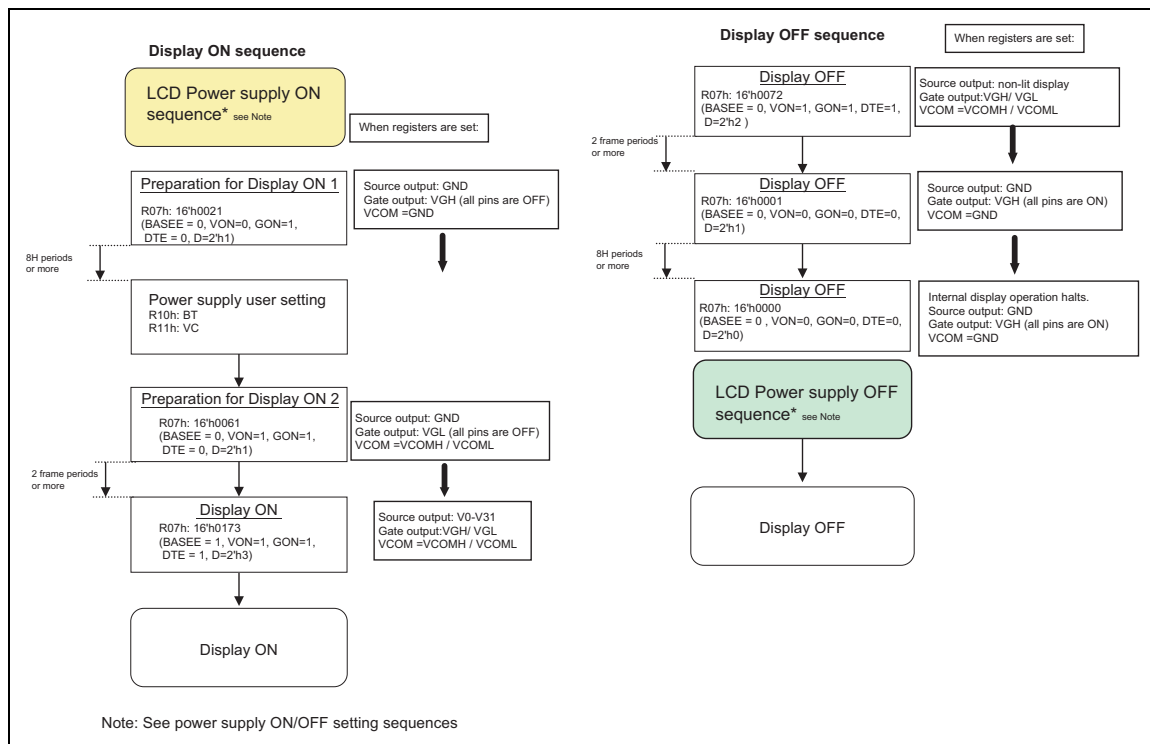 Display ON sequence
LCD Power supply ON
sequence* see Note
When registers are set:
Preparation for Display ON 1
R07h: 16'h0021
(BASEE = 0, VON=0, GON=1,
DTE = 0, D=2'h1)
Source output: GND
Gate output: VGH (all pins are OFF)
VCOM =GND
8H periods
or more
Power supply user setting
R10h: BT
R11h: VC
Preparation for Display ON 2
R07h: 16'h0061
(BASEE = 0, VON=1, GON=1,
DTE = 0, D=2'h1)
Source output: GND
Gate output: VGL (all pins are OFF)
VCOM =VCOMH / VCOML
2 frame periods
or more
Display ON
R07h: 16'h0173
(BASEE = 1, VON=1, GON=1,
DTE = 1, D=2'h3)
Source output: V0-V31
Gate output:VGH/ VGL
VCOM =VCOMH / VCOML
Display ON
Note: See power supply ON/OFF setting sequences
Display OFF sequence
When registers are set:
Display OFF
R07h: 16'h0072
(BASEE = 0, VON=1, GON=1, DTE=1,
D=2'h2 )
Source output: non-lit display
Gate output:VGH/ VGL
VCOM =VCOMH / VCOML
2 frame periods
or more
Display OFF
R07h: 16'h0001
(BASEE = 0, VON=0, GON=0, DTE=0,
D=2'h1)
Source output: GND
Gate output: VGH (all pins are ON)
VCOM =GND
8H periods
or more
Display OFF
R07h: 16'h0000
(BASEE = 0 , VON=0, GON=0, DTE=0,
D=2'h0)
Internal display operation halts.
Source output: GND
Gate output: VGH (all pins are ON)
VCOM =GND
LCD Power supply OFF
sequence* see Note
Display OFF